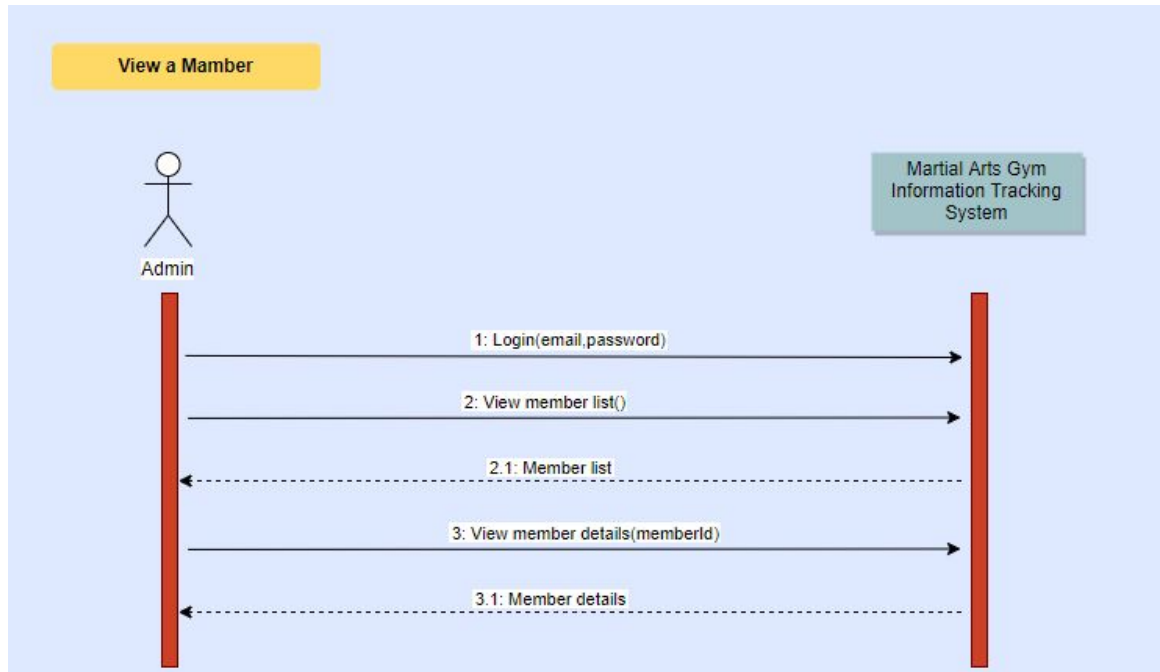 View a Mamber
Martial Arts Gym
Information Tracking
System
Admin
1: Login(email,password)
2: View member list()
2.1: Member list
3: View member details(memberId)
3.1: Member details